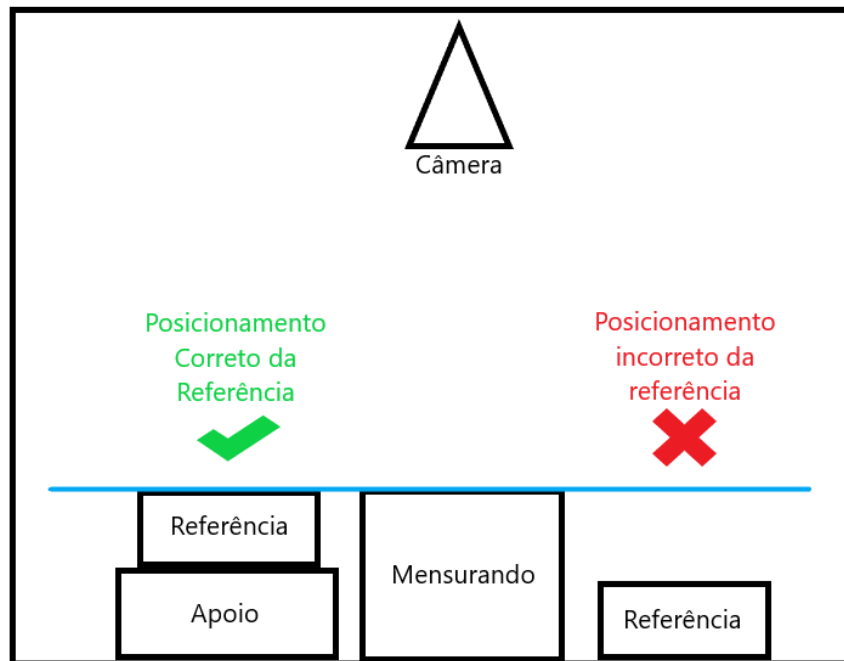 Câmera
Posicionamento
Correto da
Referência
Posicionamento
incorreto da
referência
Referência
Apoio
Mensurando
Referência